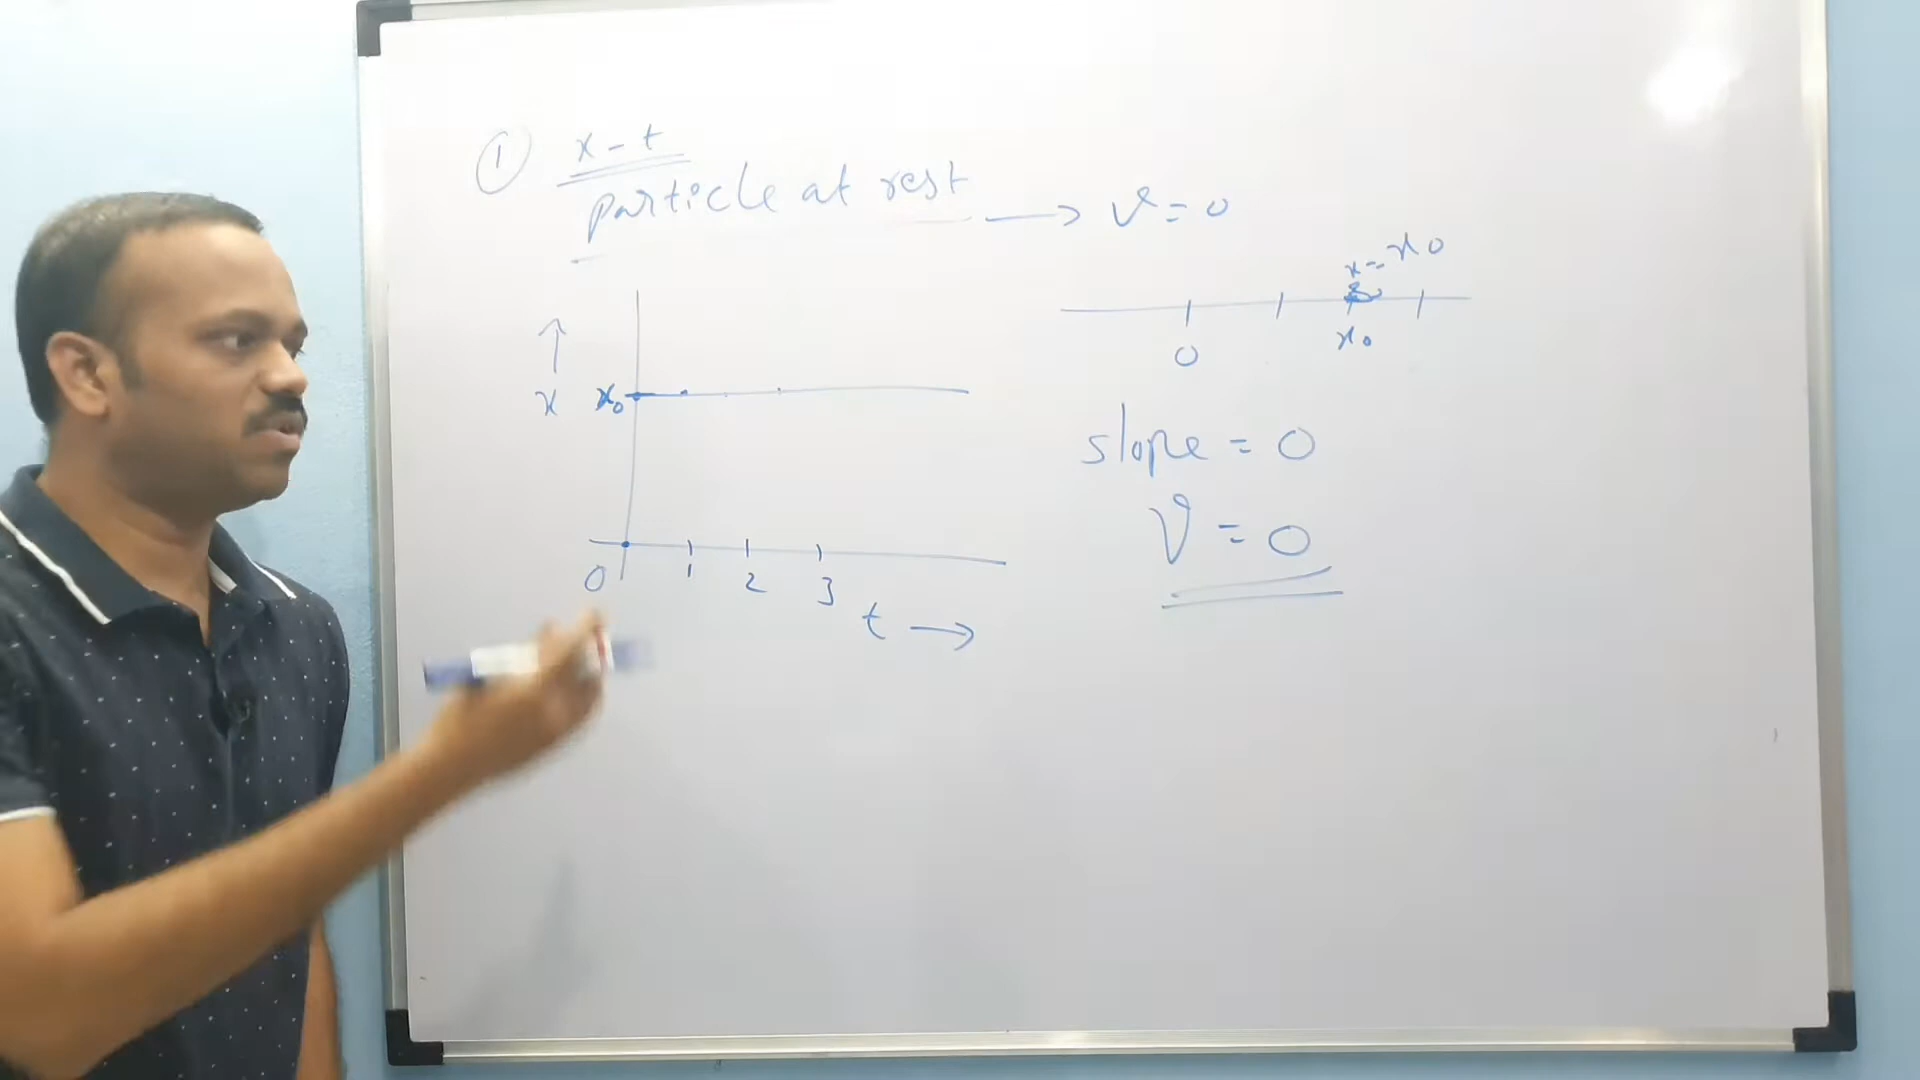 ① x-t
particle at rest → v=0
x=x0
0 x0
↑
x x0
slope = 0
v = 0
0 1 2 3
t →